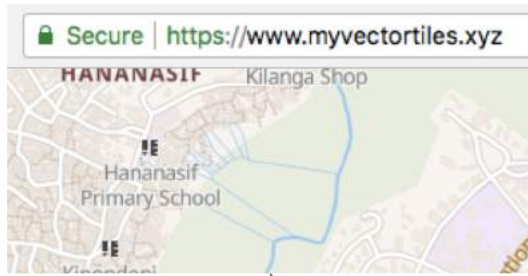 Secure | https://www.myvectortiles.xyz
HANANASIF
Kilanga Shop
Hananasif
Primary School